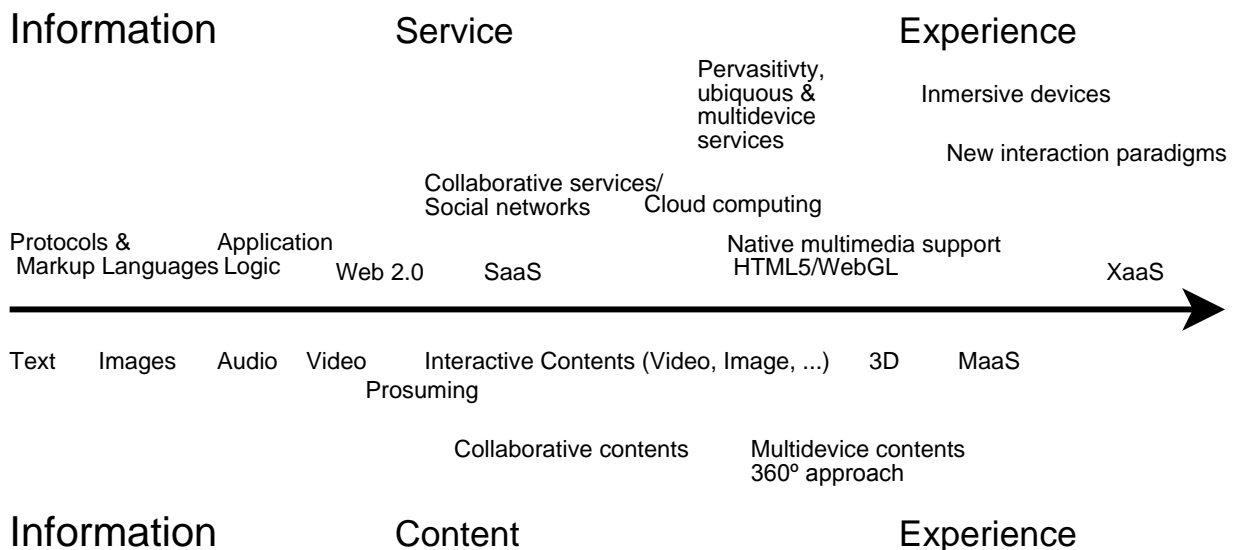 Information Service Experience
Pervasitivty,
ubiquous &
multidevice
services
Inmersive devices
New interaction paradigms
Collaborative services/
Social networks
Cloud computing
Protocols &
Markup Languages
Application
Logic
Web 2.0
SaaS
Native multimedia support
HTML5/WebGL
XaaS
Text Images Audio Video Interactive Contents (Video, Image, ...) 3D MaaS
Prosuming
Collaborative contents
Multidevice contents
360º approach
Information Content Experience